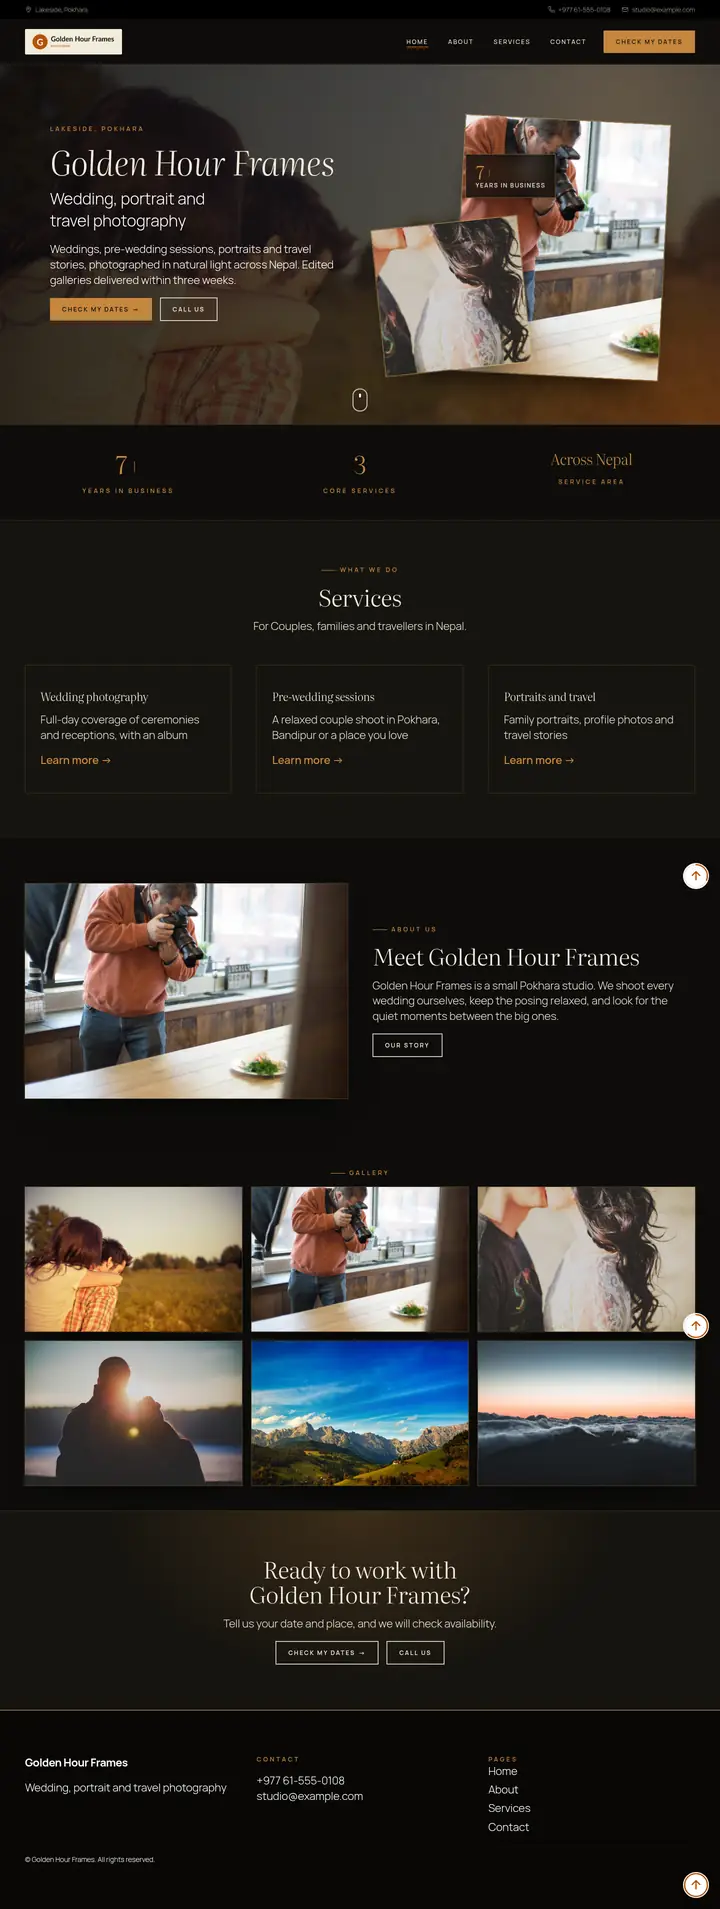 Lakeside, Pokhara
+977 61-555-0108
studio@example.com
G
Golden Hour Frames
HOME
ABOUT
SERVICES
CONTACT
CHECK MY DATES
LAKESIDE, POKHARA
Golden Hour Frames
Wedding, portrait and
travel photography
Weddings, pre-wedding sessions, portraits and travel
stories, photographed in natural light across Nepal. Edited
galleries delivered within three weeks.
CHECK MY DATES →
CALL US
7
YEARS IN BUSINESS
7
YEARS IN BUSINESS
3
CORE SERVICES
Across Nepal
SERVICE AREA
WHAT WE DO
Services
For Couples, families and travellers in Nepal.
Wedding photography
Full-day coverage of ceremonies
and receptions, with an album
Learn more →
Pre-wedding sessions
A relaxed couple shoot in Pokhara,
Bandipur or a place you love
Learn more →
Portraits and travel
Family portraits, profile photos and
travel stories
Learn more →
ABOUT US
Meet Golden Hour Frames
Golden Hour Frames is a small Pokhara studio. We shoot every
wedding ourselves, keep the posing relaxed, and look for the
quiet moments between the big ones.
OUR STORY
GALLERY
Ready to work with
Golden Hour Frames?
Tell us your date and place, and we will check availability.
CHECK MY DATES →
CALL US
Golden Hour Frames
Wedding, portrait and travel photography
CONTACT
+977 61-555-0108
studio@example.com
PAGES
Home
About
Services
Contact
© Golden Hour Frames. All rights reserved.